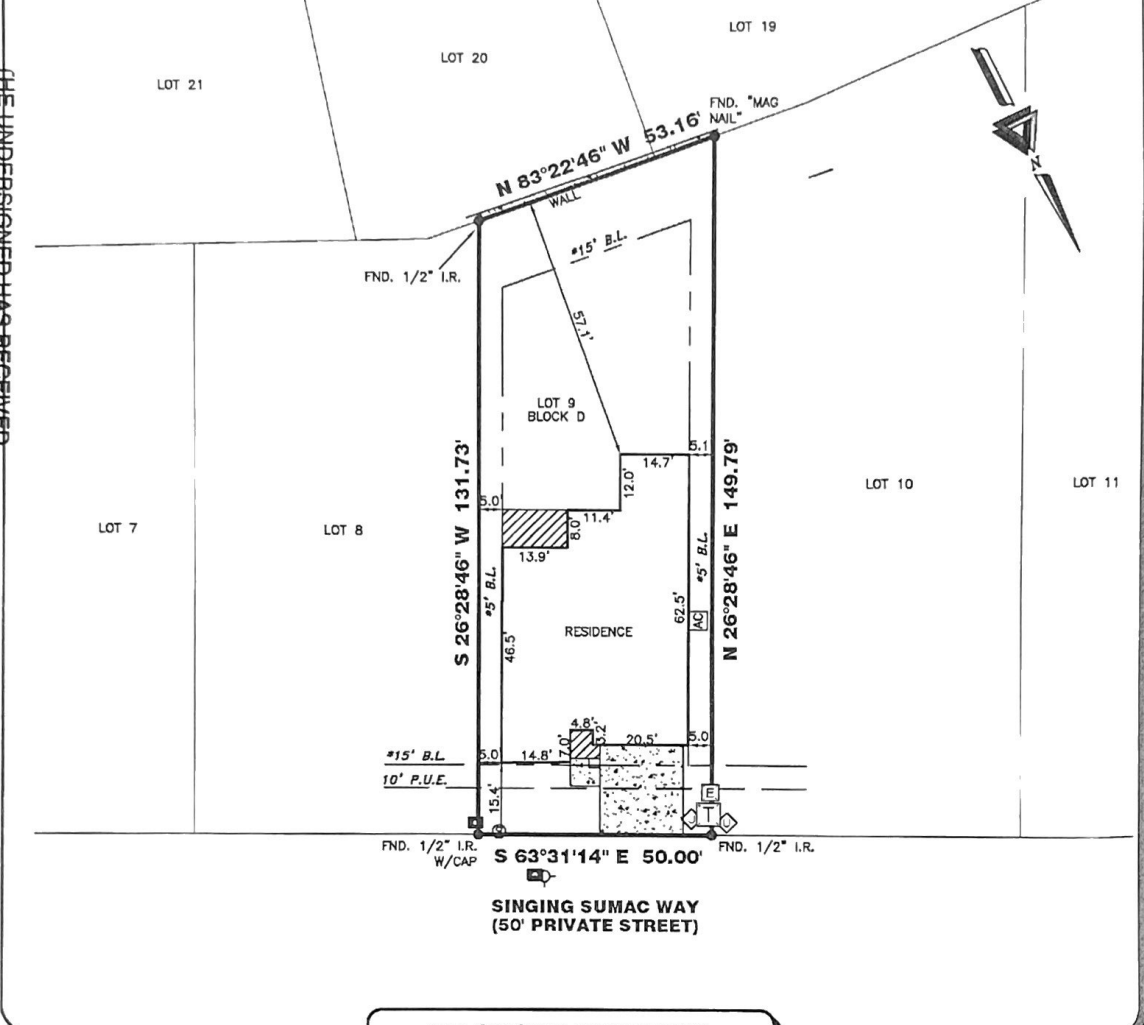 LOT 19
LOT 20
LOT 21
FND. "MAG
NAIL"
N 83°22'46" W 53.16'
WALL
N
#15' B.L.
FND. 1/2" I.R.
57.1'
LOT 9
BLOCK D
5.1
14.7'
12.0'
S 26°28'46" W 131.73'
N 26°28'46" E 149.79'
5.0'
11.4'
8.0'
13.9'
LOT 7
LOT 8
LOT 10
LOT 11
#5' B.L.
#5' B.L.
62.5'
AC
RESIDENCE
46.5'
4.8'
7.0'
3.2'
20.5'
5.0
#15' B.L.
5.0'
14.8'
10' P.U.E.
15.4'
E
T
FND. 1/2" I.R.
W/CAP
S 63°31'14" E 50.00'
FND. 1/2" I.R.
SINGING SUMAC WAY
(50' PRIVATE STREET)
THE UNDERSIGNED HAS RECEIVED